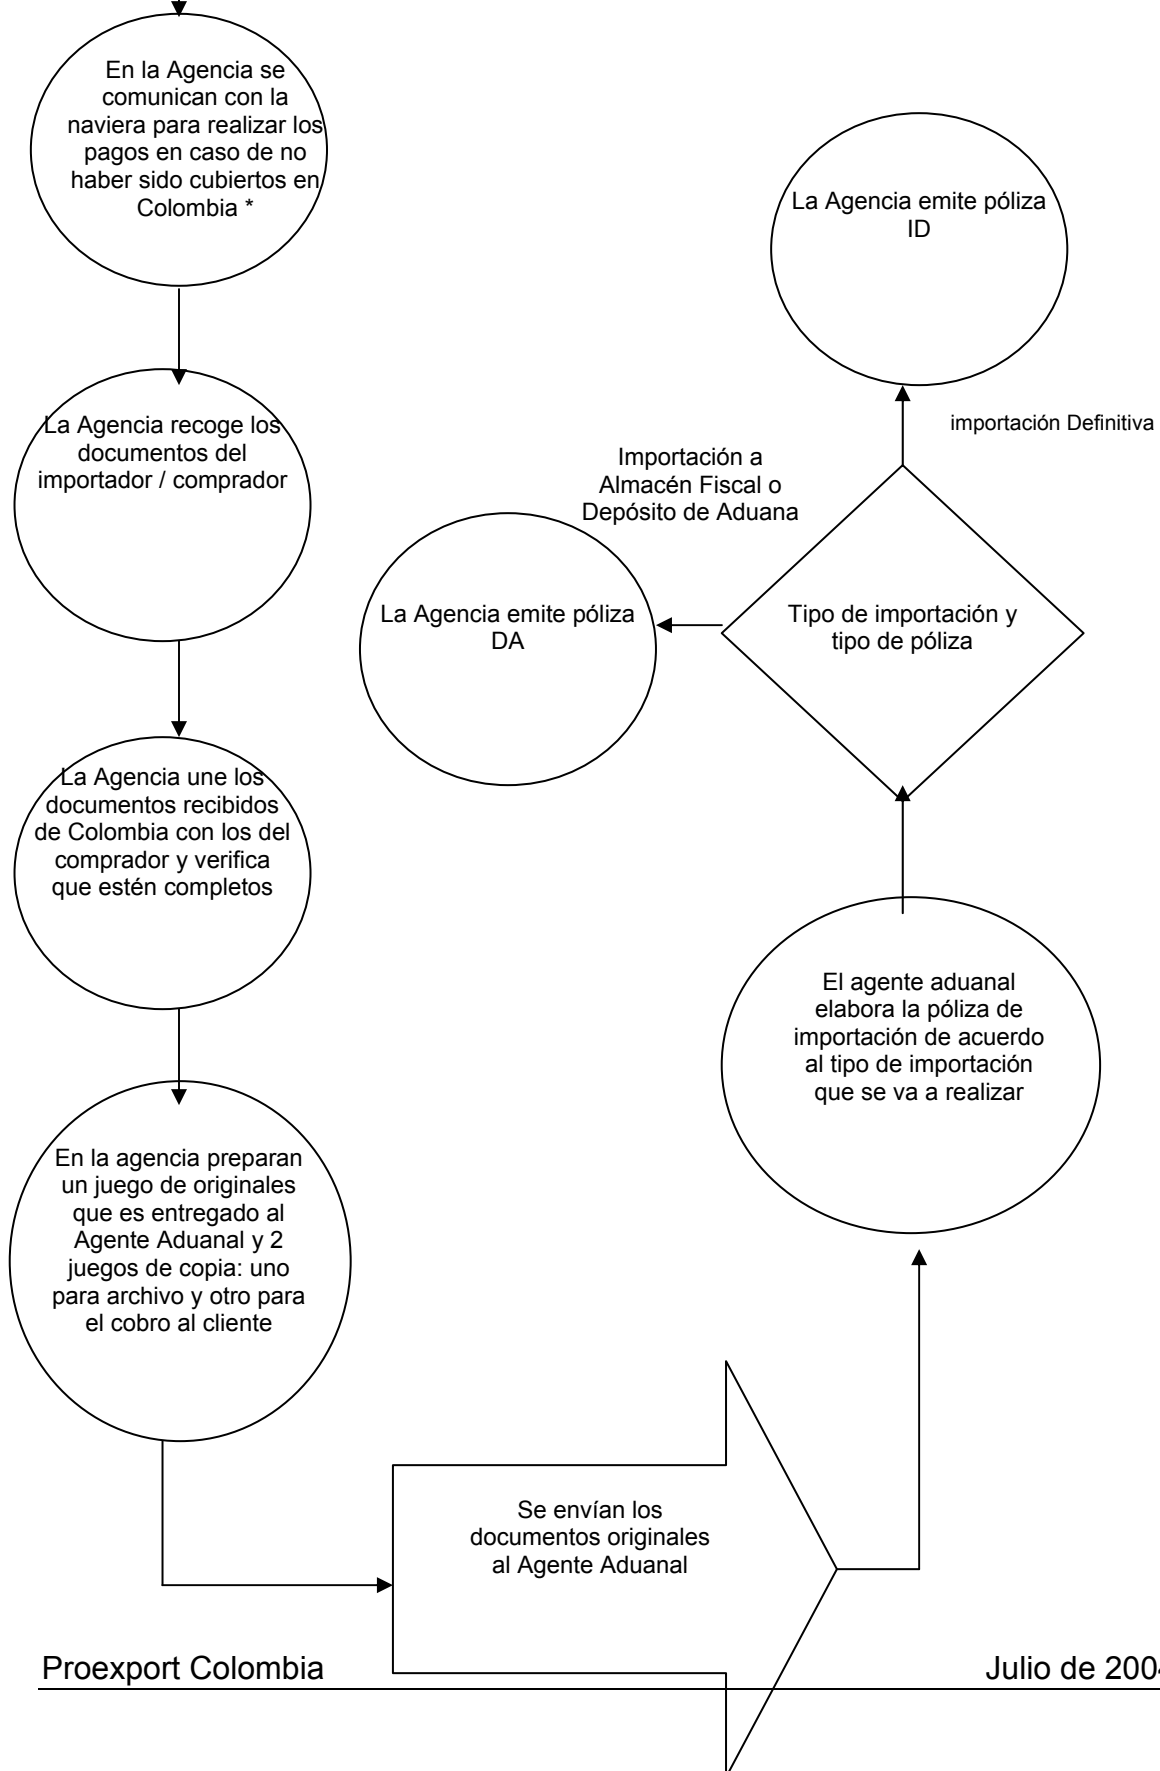 En la Agencia se
comunican con la
naviera para realizar los
pagos en caso de no
haber sido cubiertos en
Colombia *
La Agencia recoge los
documentos del
importador / comprador
La Agencia une los
documentos recibidos
de Colombia con los del
comprador y verifica
que estén completos
En la agencia preparan
un juego de originales
que es entregado al
Agente Aduanal y 2
juegos de copia: uno
para archivo y otro para
el cobro al cliente
Se envían los
documentos originales
al Agente Aduanal
El agente aduanal
elabora la póliza de
importación de acuerdo
al tipo de importación
que se va a realizar
Tipo de importación y
tipo de póliza
Importación a
Almacén Fiscal o
Depósito de Aduana
La Agencia emite póliza
DA
importación Definitiva
La Agencia emite póliza
ID
Proexport Colombia
Julio de 2004